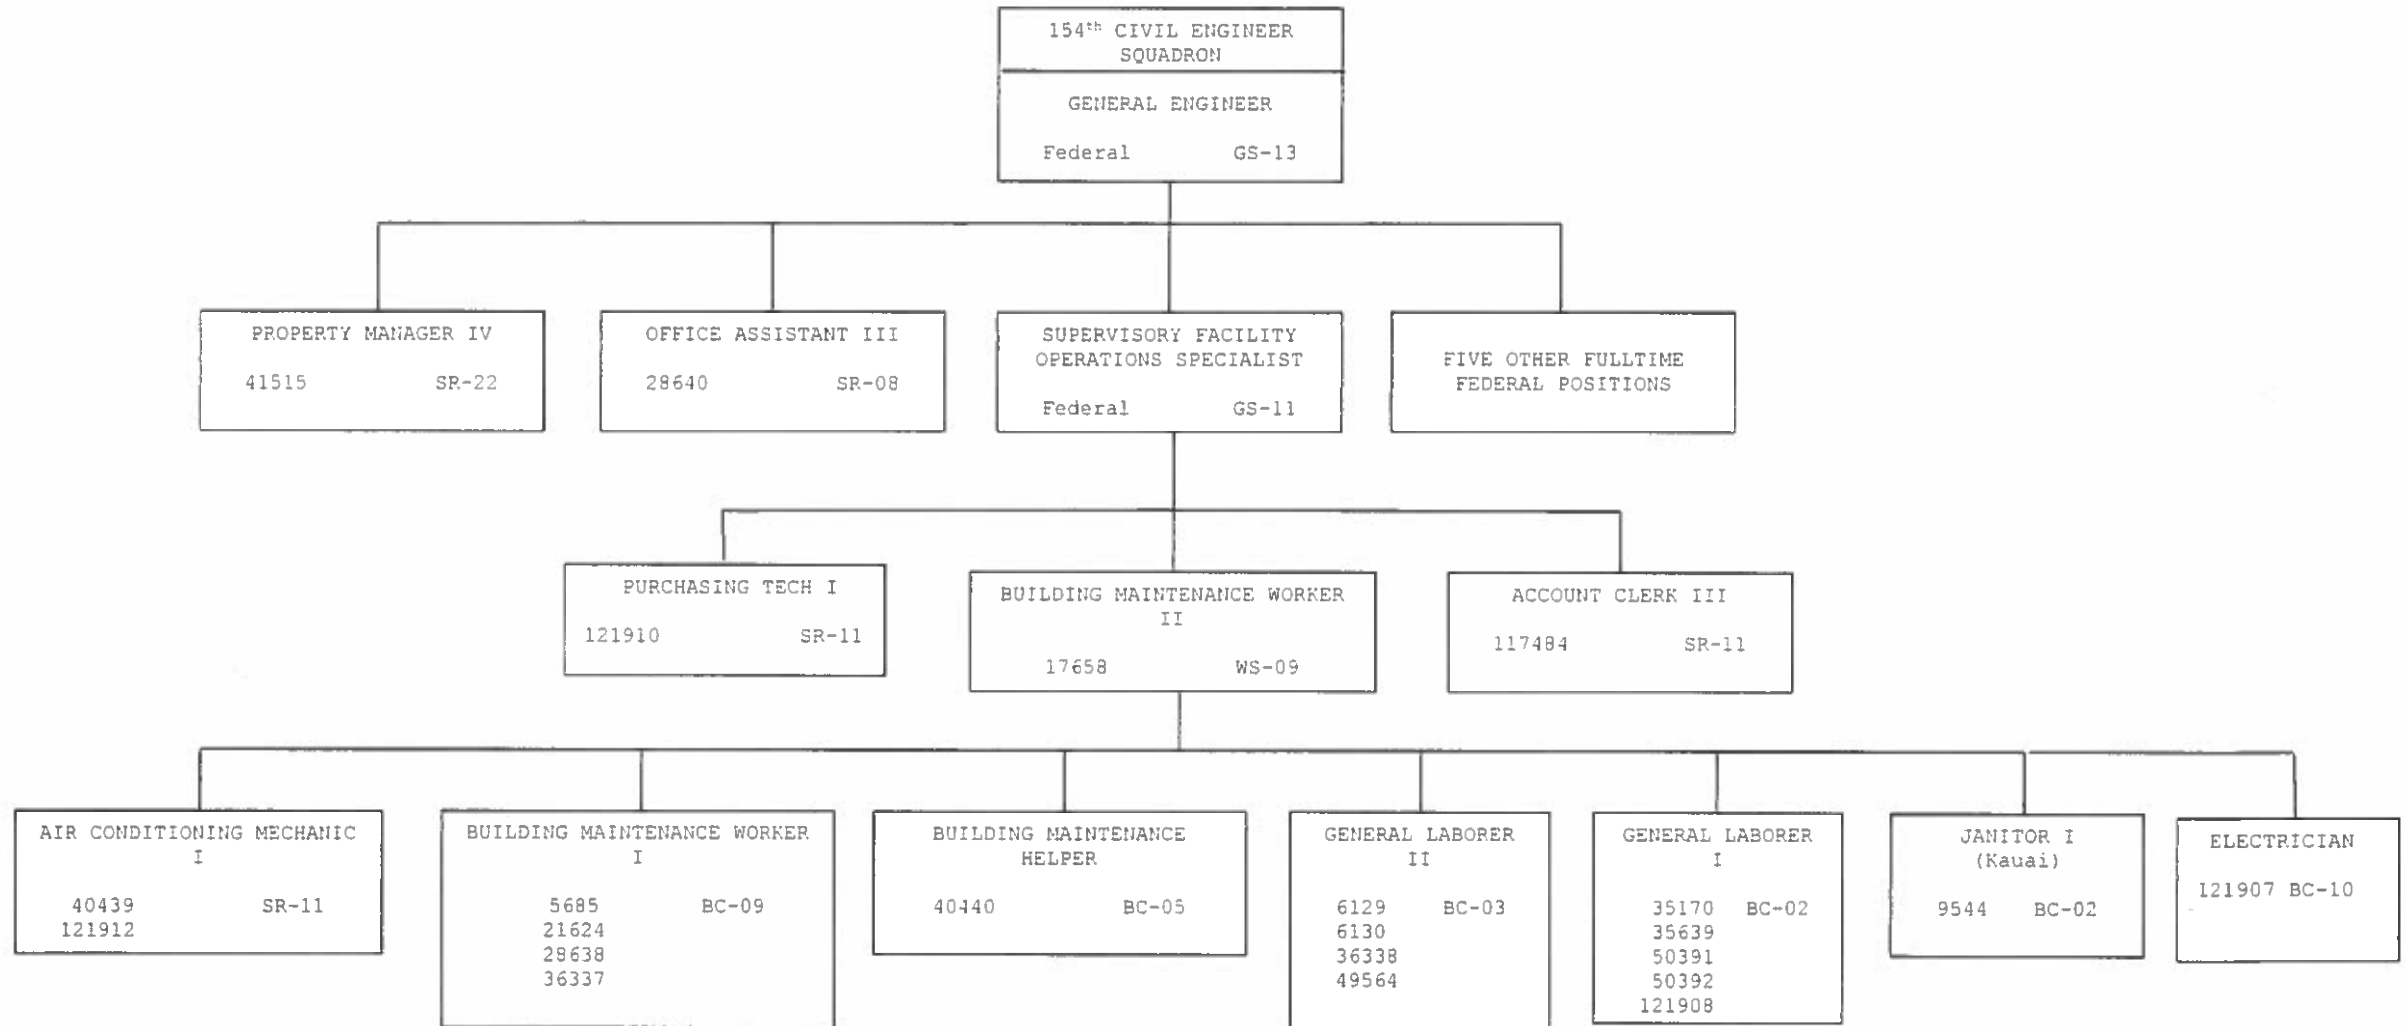 154th CIVIL ENGINEER
SQUADRON
GENERAL ENGINEER
Federal GS-13
PROPERTY MANAGER IV
41515 SR-22
OFFICE ASSISTANT III
28640 SR-08
SUPERVISORY FACILITY
OPERATIONS SPECIALIST
Federal GS-11
FIVE OTHER FULLTIME
FEDERAL POSITIONS
PURCHASING TECH I
121910 SR-11
BUILDING MAINTENANCE WORKER
II
17658 WS-09
ACCOUNT CLERK III
117484 SR-11
AIR CONDITIONING MECHANIC
I
40439 SR-11
121912
BUILDING MAINTENANCE WORKER
I
5685 BC-09
21624
28638
36337
BUILDING MAINTENANCE
HELPER
40440 BC-05
GENERAL LABORER
II
6129 BC-03
6130
36338
49564
GENERAL LABORER
I
35170 BC-02
35639
50391
50392
121908
JANITOR I
(Kauai)
9544 BC-02
ELECTRICIAN
121907 BC-10